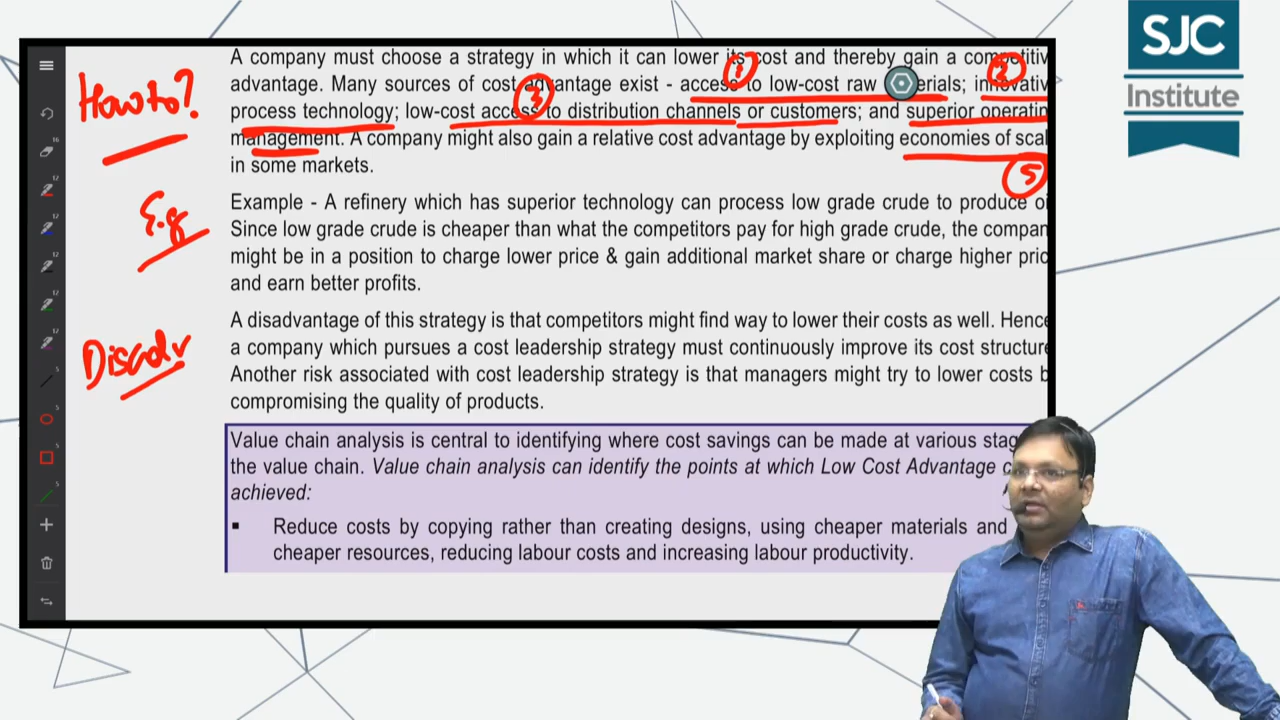 SJC
Institute
How to?
A company must choose a strategy in which it can lower its cost and thereby gain a competitiv
advantage. Many sources of cost advantage exist - access to low-cost raw erials; innovativ
process technology; low-cost access to distribution channels or customers; and superior operatin
management. A company might also gain a relative cost advantage by exploiting economies of scal
in some markets.
1
2
3
5
E.g
Example - A refinery which has superior technology can process low grade crude to produce oi
Since low grade crude is cheaper than what the competitors pay for high grade crude, the compan
might be in a position to charge lower price & gain additional market share or charge higher pric
and earn better profits.
Disadv
A disadvantage of this strategy is that competitors might find way to lower their costs as well. Hence
a company which pursues a cost leadership strategy must continuously improve its cost structure
Another risk associated with cost leadership strategy is that managers might try to lower costs b
compromising the quality of products.
Value chain analysis is central to identifying where cost savings can be made at various stag
the value chain. Value chain analysis can identify the points at which Low Cost Advantage c
achieved:
▪ Reduce costs by copying rather than creating designs, using cheaper materials and
cheaper resources, reducing labour costs and increasing labour productivity.